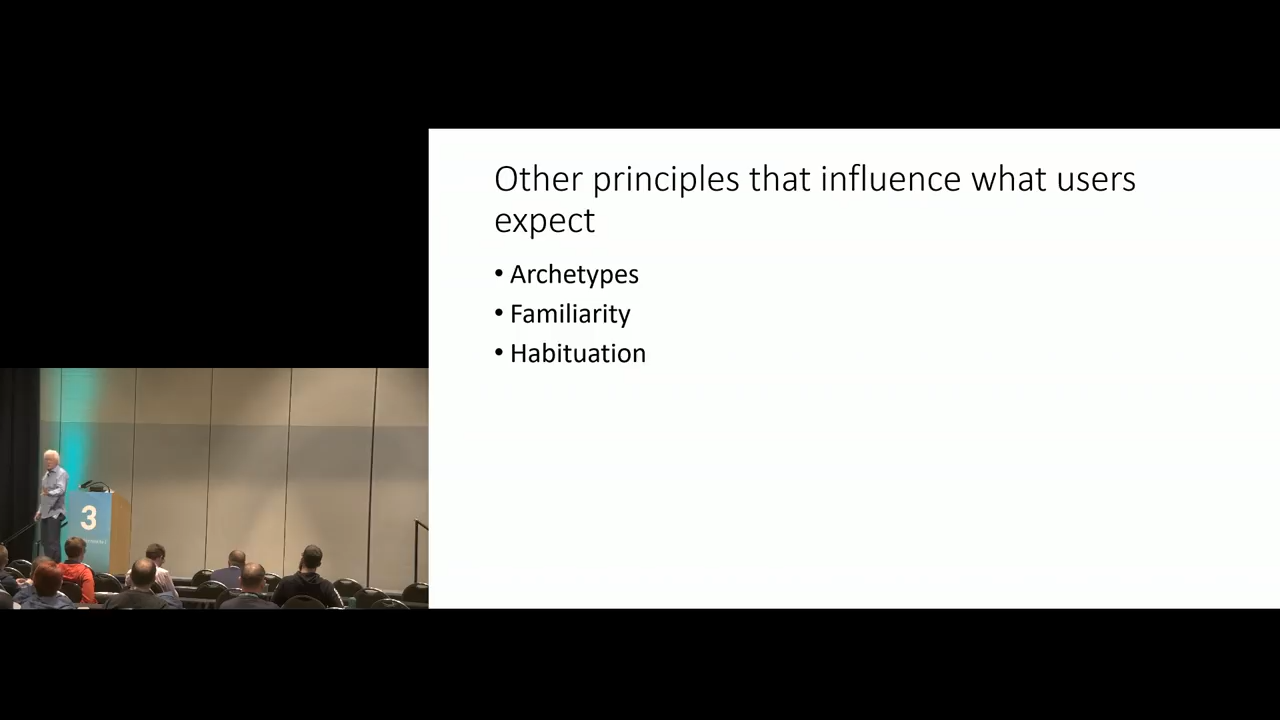 Other principles that influence what users
expect
• Archetypes
• Familiarity
• Habituation
3